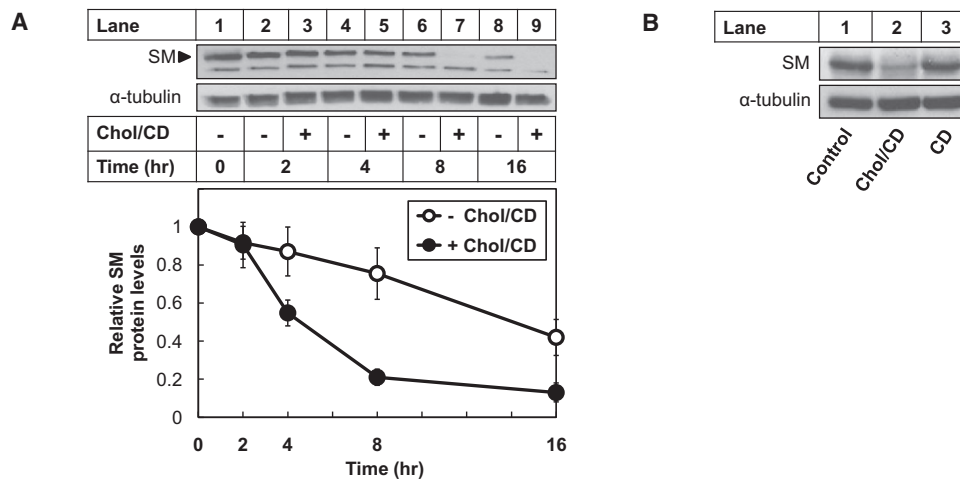 A
Lane 1 2 3 4 5 6 7 8 9
SM
α-tubulin
Chol/CD - - + - + - + - +
Time (hr) 0 2 4 8 16
Relative SM
protein levels
1
0.8
0.6
0.4
0.2
0
- Chol/CD
+ Chol/CD
0 2 4 8 16
Time (hr)
B
Lane 1 2 3
SM
α-tubulin
Control Chol/CD CD